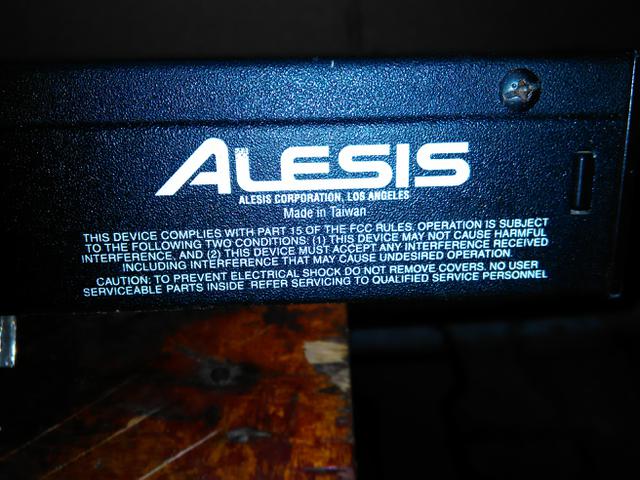 ALESIS
ALESIS CORPORATION, LOS ANGELES
Made in Taiwan
THIS DEVICE COMPLIES WITH PART 15 OF THE FCC RULES. OPERATION IS SUBJECT
TO THE FOLLOWING TWO CONDITIONS: (1) THIS DEVICE MAY NOT CAUSE HARMFUL
INTERFERENCE, AND (2) THIS DEVICE MUST ACCEPT ANY INTERFERENCE RECEIVED
INCLUDING INTERFERENCE THAT MAY CAUSE UNDESIRED OPERATION.
CAUTION: TO PREVENT ELECTRICAL SHOCK DO NOT REMOVE COVERS. NO USER
SERVICEABLE PARTS INSIDE REFER SERVICING TO QUALIFIED SERVICE PERSONNEL